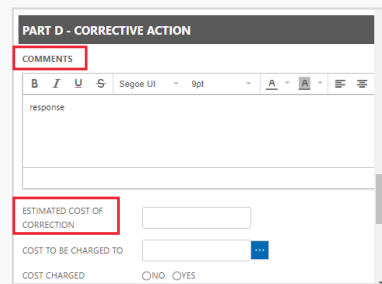 PART D - CORRECTIVE ACTION
COMMENTS
B I U S Segoe UI 9pt A A
response
ESTIMATED COST OF
CORRECTION
COST TO BE CHARGED TO ...
COST CHARGED NO YES